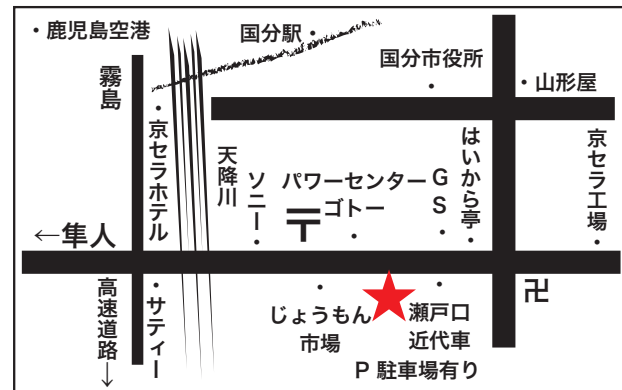 ・鹿児島空港
国分駅・
国分市役所
・
・山形屋
霧島
・京セラホテル
天降川
ソニー・
パワーセンター
ゴトー
・
〒
GS・
はいから亭・
京セラ工場・
←隼人
高速道路→
・サティー
・
じょうもん
市場
★
・
瀬戸口
近代車
P 駐車場有り
卍